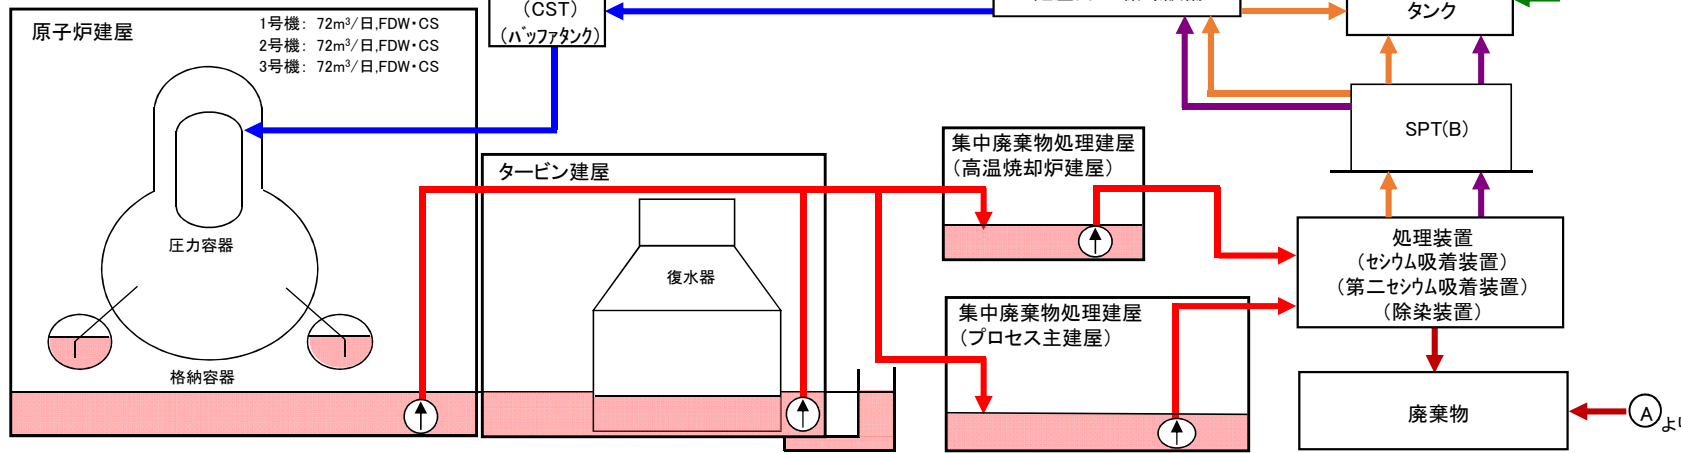 原子炉建屋
1号機: 72m³/日,FDW・CS
2号機: 72m³/日,FDW・CS
3号機: 72m³/日,FDW・CS
(CST)
(バッファタンク)
タンク
SPT(B)
圧力容器
格納容器
タービン建屋
復水器
集中廃棄物処理建屋
(高温焼却炉建屋)
集中廃棄物処理建屋
(プロセス主建屋)
処理装置
(セシウム吸着装置)
(第二セシウム吸着装置)
(除染装置)
廃棄物
A より